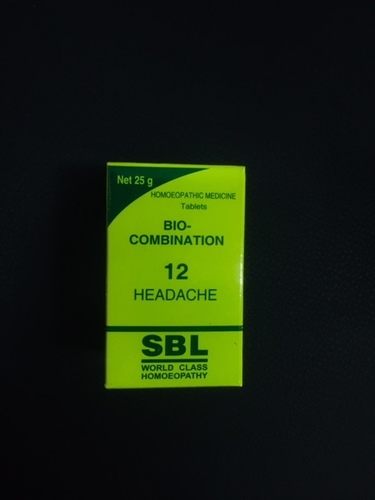 Net 25 g
HOMOEOPATHIC MEDICINE
Tablets
BIO-
COMBINATION
12
HEADACHE
SBL
WORLD CLASS
HOMOEOPATHY